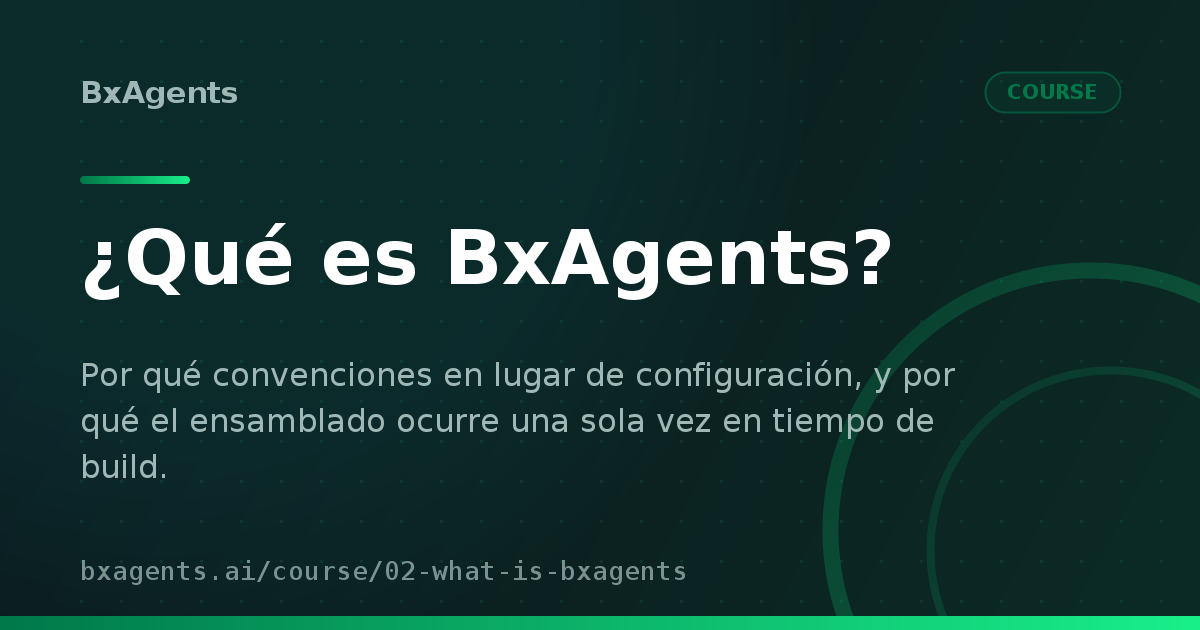 BxAgents
COURSE
¿Qué es BxAgents?
Por qué convenciones en lugar de configuración, y por
qué el ensamblado ocurre una sola vez en tiempo de
build.
bxagents.ai/course/02-what-is-bxagents